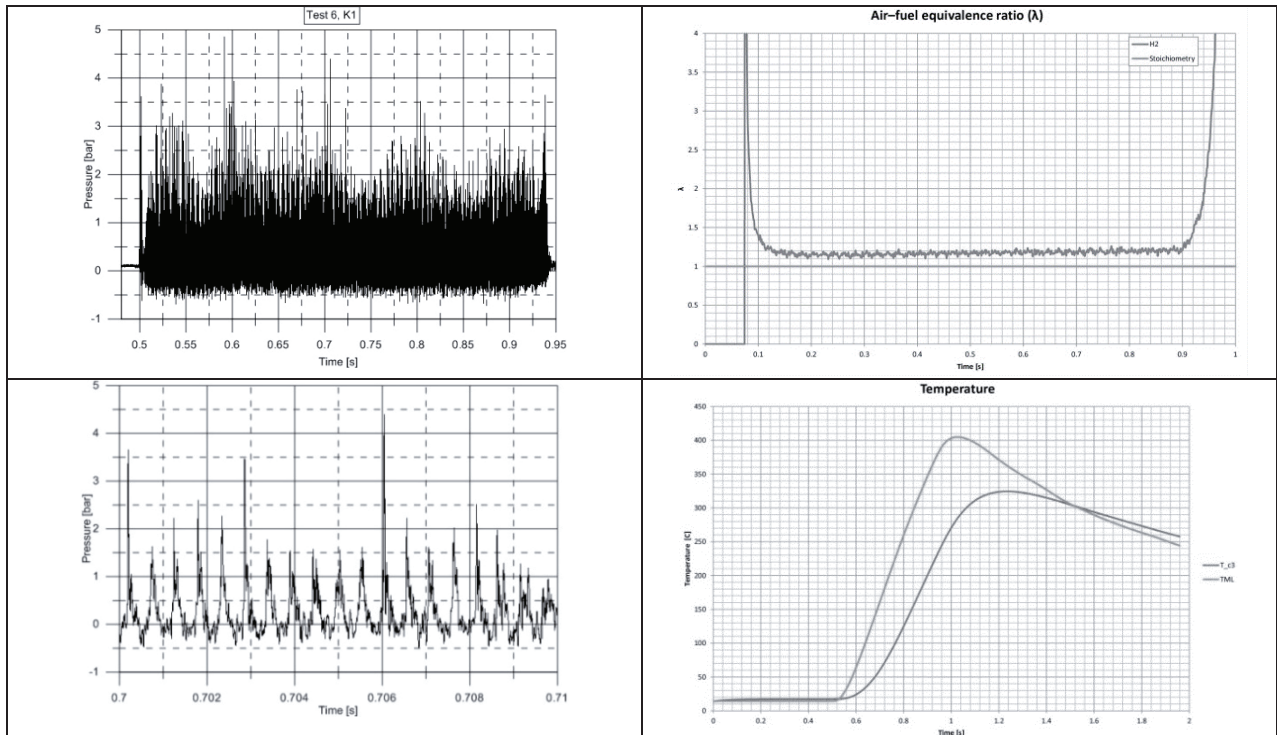 Test 6, K1
5
4
3
2
1
0
-1
Pressure [bar]
0.5 0.55 0.6 0.65 0.7 0.75 0.8 0.85 0.9 0.95
Time [s]
Air–fuel equivalence ratio (λ)
4
3.5
3
2.5
2
1.5
1
0.5
0
λ
H2
Stoichiometry
0 0.1 0.2 0.3 0.4 0.5 0.6 0.7 0.8 0.9 1
Time [s]
5
4
3
2
1
0
-1
Pressure [bar]
0.7 0.702 0.704 0.706 0.708 0.71
Time [s]
Temperature
450
400
350
300
250
200
150
100
50
0
Temperature [C]
T_c3
TML
0 0.2 0.4 0.6 0.8 1 1.2 1.4 1.6 1.8 2
Time [s]